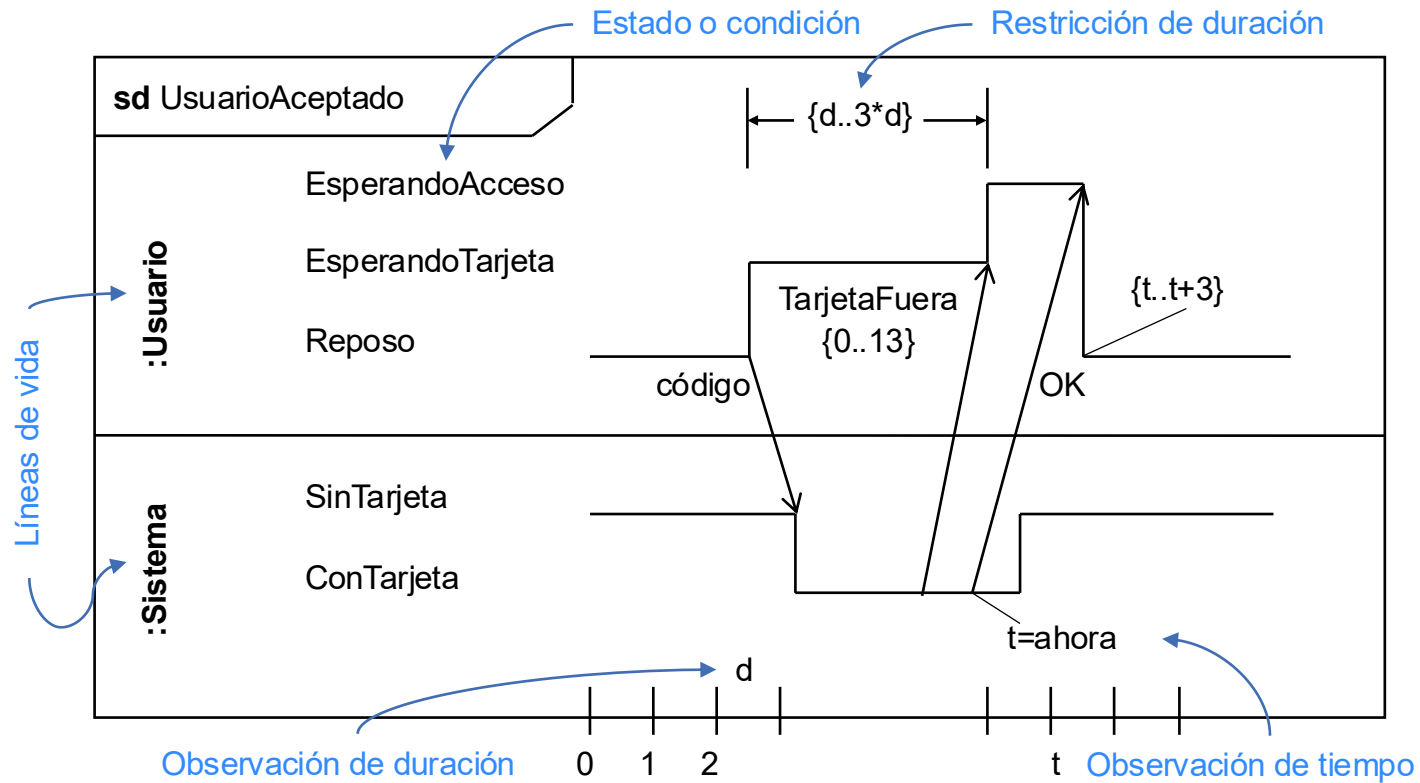 Estado o condición
Restricción de duración
sd UsuarioAceptado
{d..3*d}
EsperandoAcceso
EsperandoTarjeta
Reposo
:Usuario
TarjetaFuera
{0..13}
{t..t+3}
código
OK
Líneas de vida
SinTarjeta
ConTarjeta
:Sistema
t=ahora
d
0 1 2 t
Observación de duración
Observación de tiempo